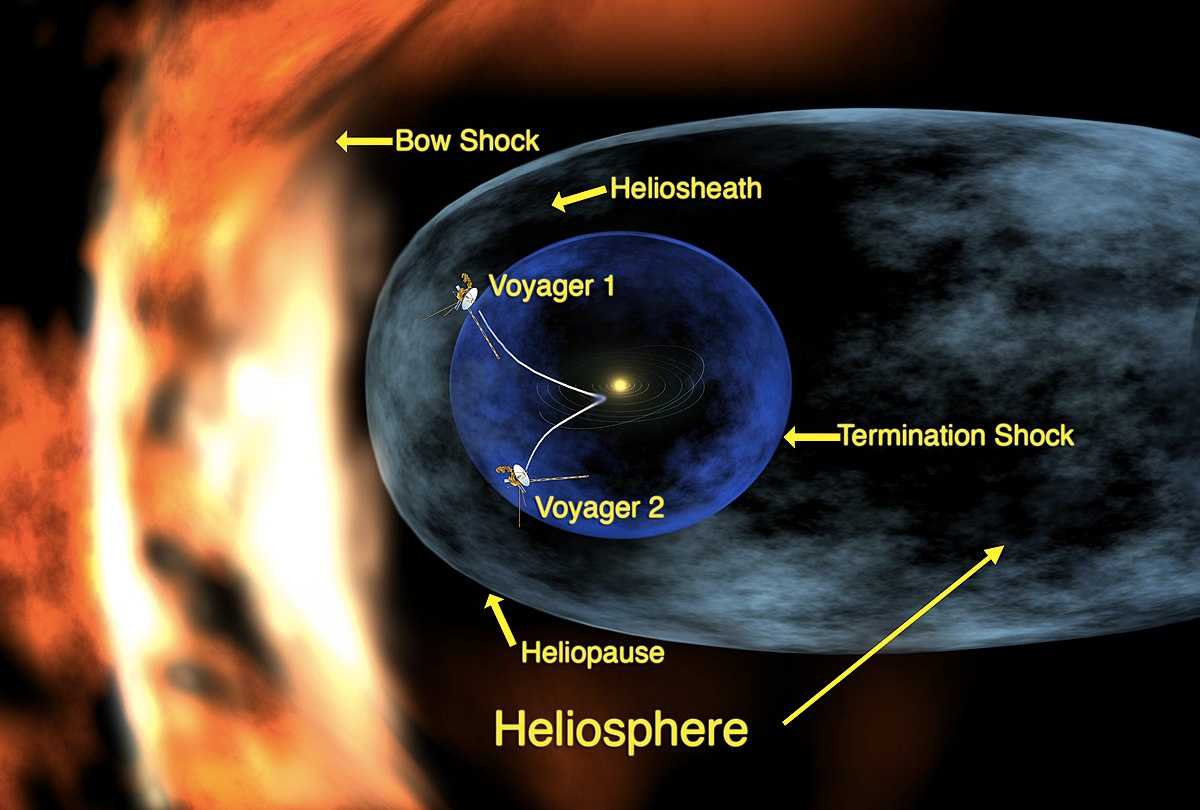 Bow Shock
Heliosheath
Voyager 1
Termination Shock
Voyager 2
Heliopause
Heliosphere